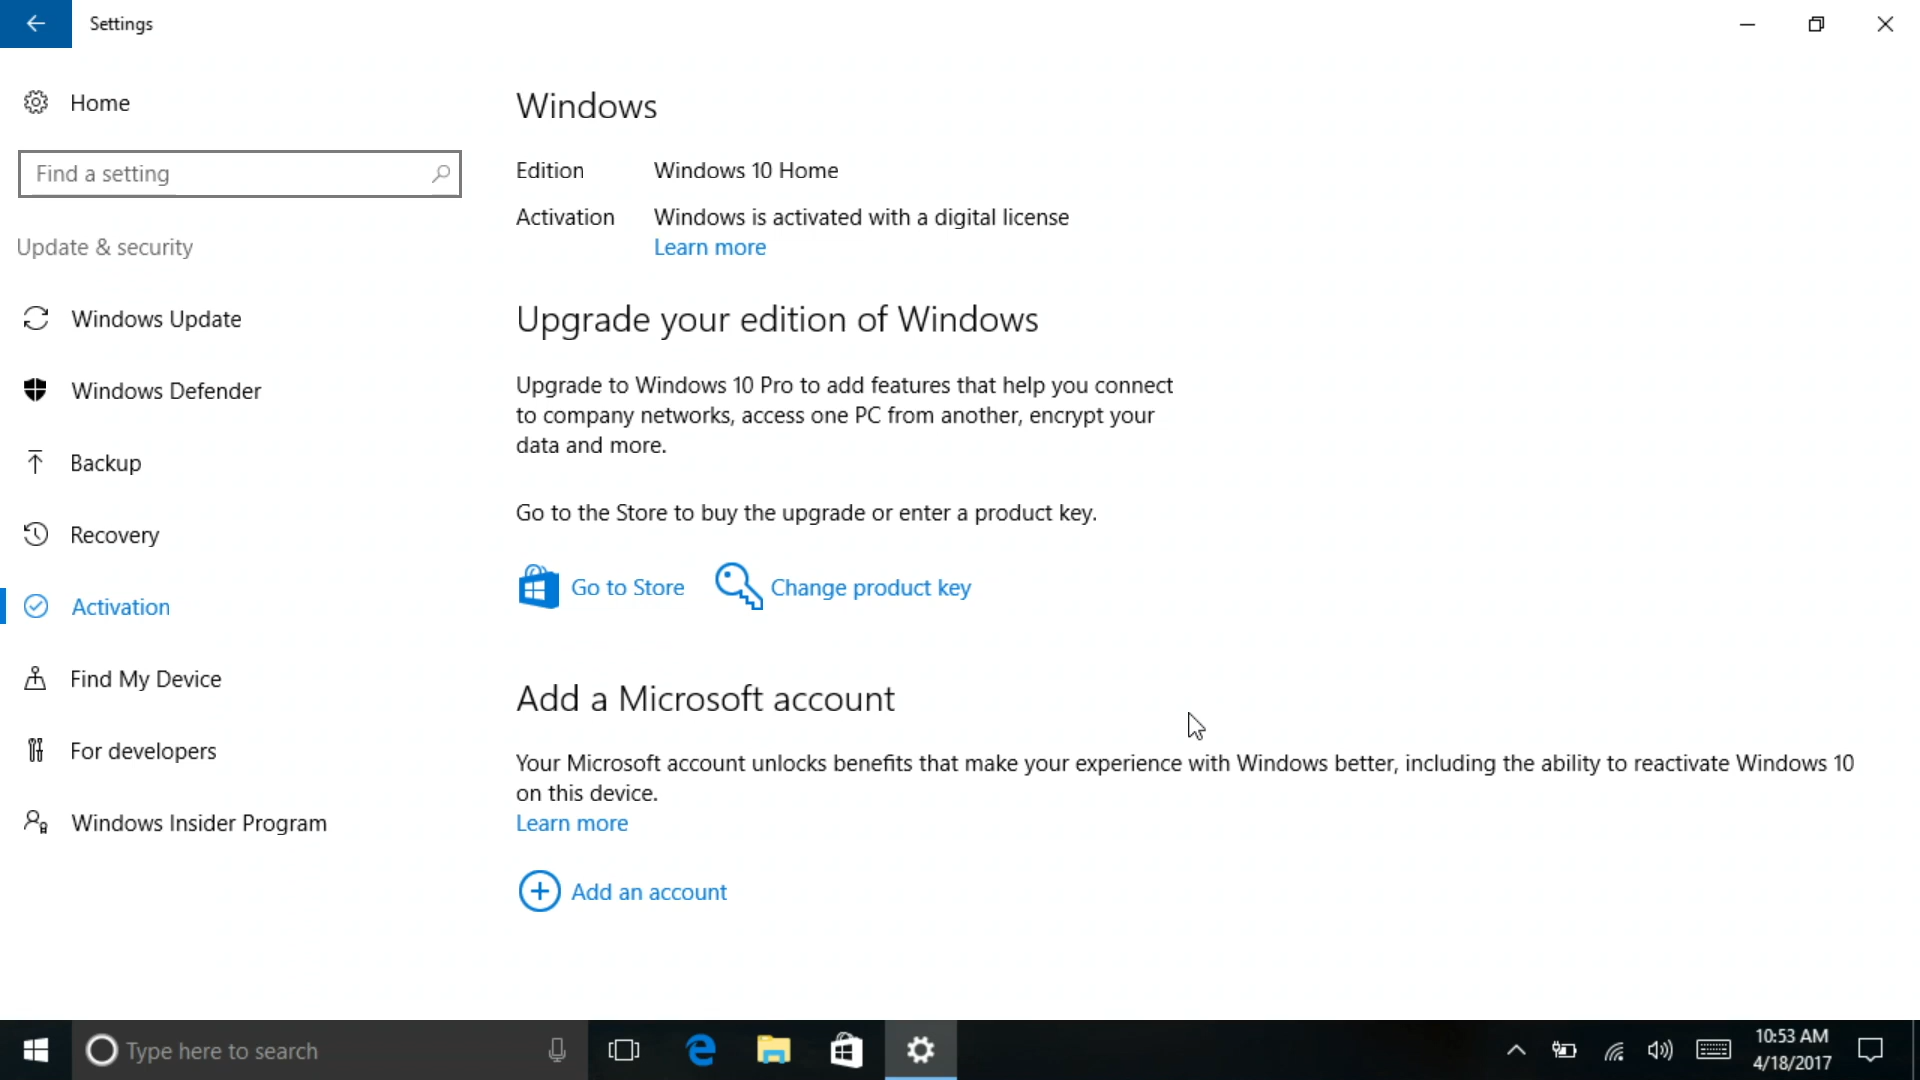 Settings
Home
Find a setting
Update & security
Windows Update
Windows Defender
Backup
Recovery
Activation
Find My Device
For developers
Windows Insider Program
Windows
Edition Windows 10 Home
Activation Windows is activated with a digital license
Learn more
Upgrade your edition of Windows
Upgrade to Windows 10 Pro to add features that help you connect
to company networks, access one PC from another, encrypt your
data and more.
Go to the Store to buy the upgrade or enter a product key.
Go to Store Change product key
Add a Microsoft account
Your Microsoft account unlocks benefits that make your experience with Windows better, including the ability to reactivate Windows 10
on this device.
Learn more
Add an account
Type here to search
10:53 AM
4/18/2017